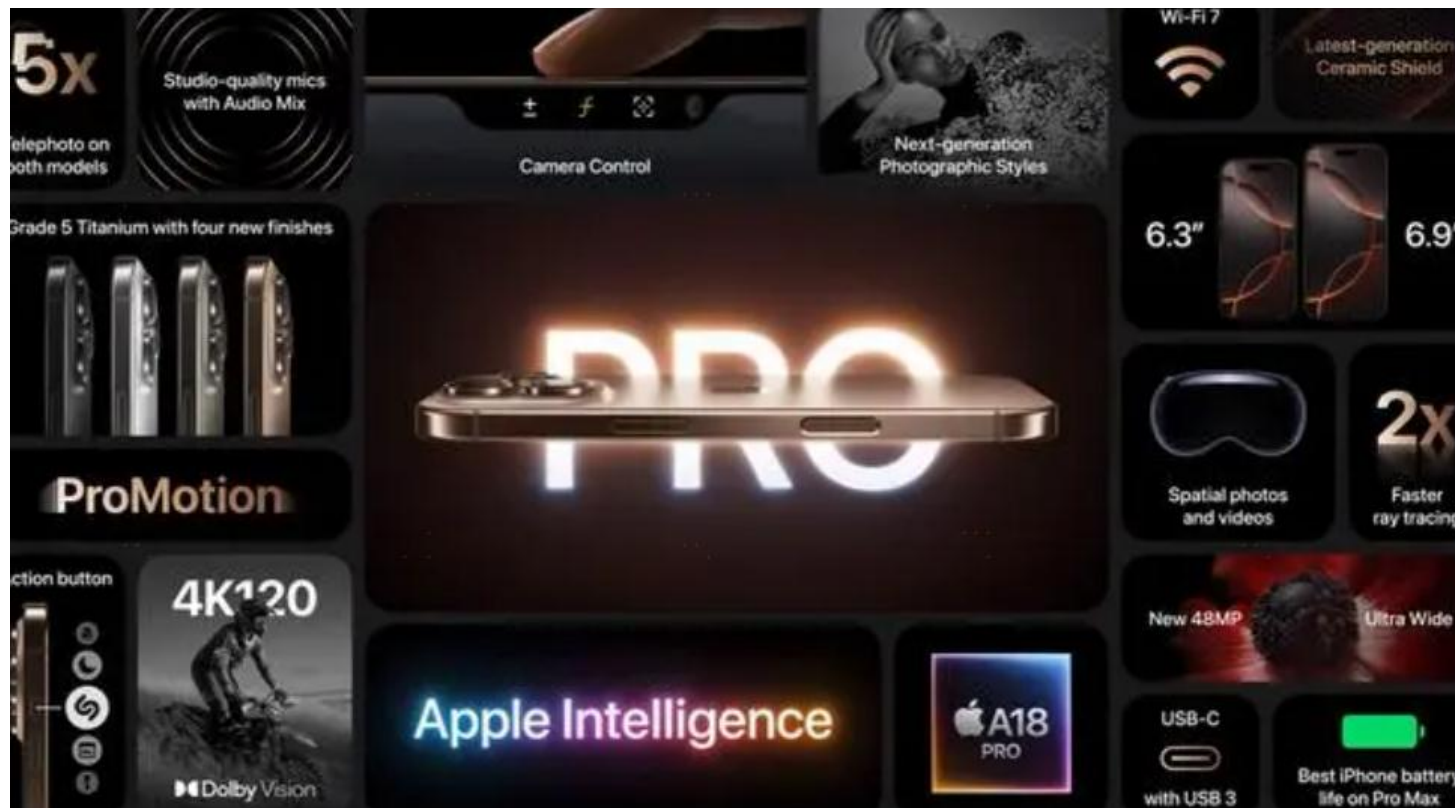 5x
elephoto on
oth models
Studio-quality mics
with Audio Mix
Camera Control
Next-generation
Photographic Styles
Wi-Fi 7
Latest-generation
Ceramic Shield
Grade 5 Titanium with four new finishes
6.3"
6.9"
PRO
ProMotion
Spatial photos
and videos
2x
Faster
ray tracing
ction button
4K120
Dolby Vision
Apple Intelligence
A18
PRO
New 48MP
Ultra Wide
USB-C
with USB 3
Best iPhone battery
life on Pro Max